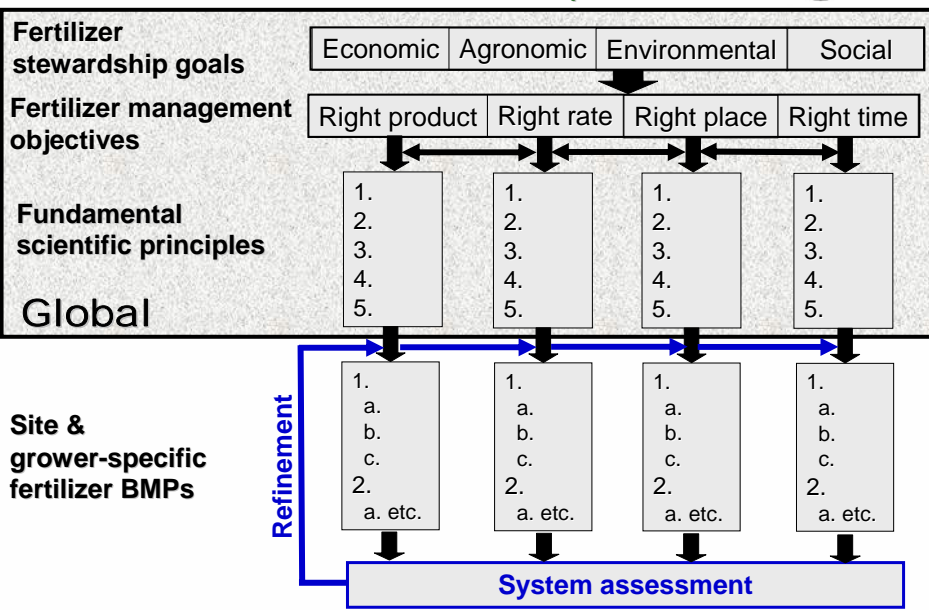 Fertilizer
stewardship goals
Economic Agronomic Environmental Social
Fertilizer management
objectives
Right product Right rate Right place Right time
Fundamental
scientific principles
1. 1. 1. 1.
2. 2. 2. 2.
3. 3. 3. 3.
4. 4. 4. 4.
5. 5. 5. 5.
Global
Site &
grower-specific
fertilizer BMPs
Refinement
1. 1. 1. 1.
a. a. a. a.
b. b. b. b.
c. c. c. c.
2. 2. 2. 2.
a. etc. a. etc. a. etc. a. etc.
System assessment